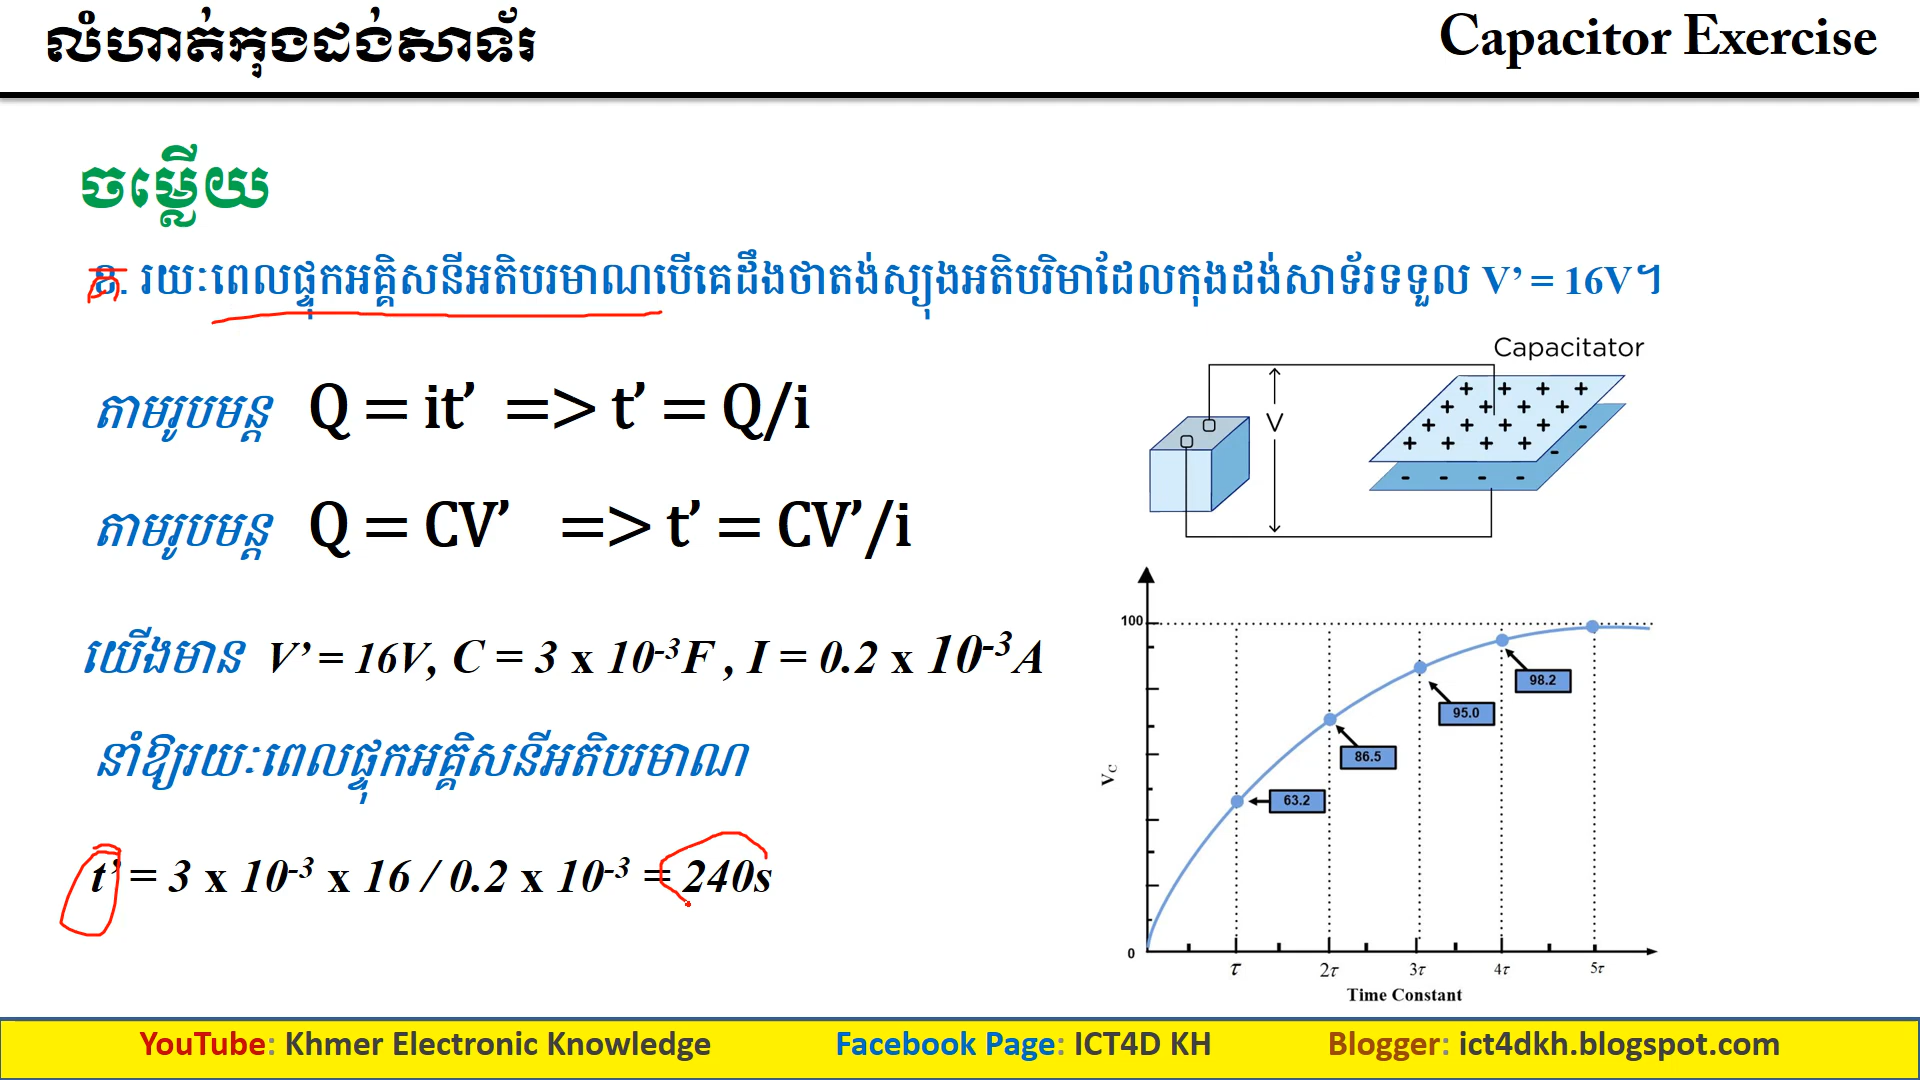 លំហាត់កុងដង់សាទ័រ
Capacitor Exercise
ចម្លើយ
រយៈពេលផ្ទុកអគ្គិសនីអតិបរមាណបើគេដឹងថាតង់ស្យុងអតិបរិមាដែលកុងដង់សាទ័រទទួល V’ = 16V។
តាមរូបមន្ត Q = it’ => t’ = Q/i
តាមរូបមន្ត Q = CV’ => t’ = CV’/i
យើងមាន V’ = 16V, C = 3 x 10⁻³F , I = 0.2 x 10⁻³A
នាំឱ្យរយៈពេលផ្ទុកអគ្គិសនីអតិបរមាណ
t’ = 3 x 10⁻³ x 16 / 0.2 x 10⁻³ = 240s
Capacitator
+ + + +
+ + + +
+ + + + -
+ + + + -
- - - -
V
100
98.2
95.0
86.5
63.2
Vc
0
τ 2τ 3τ 4τ 5τ
Time Constant
YouTube: Khmer Electronic Knowledge Facebook Page: ICT4D KH Blogger: ict4dkh.blogspot.com